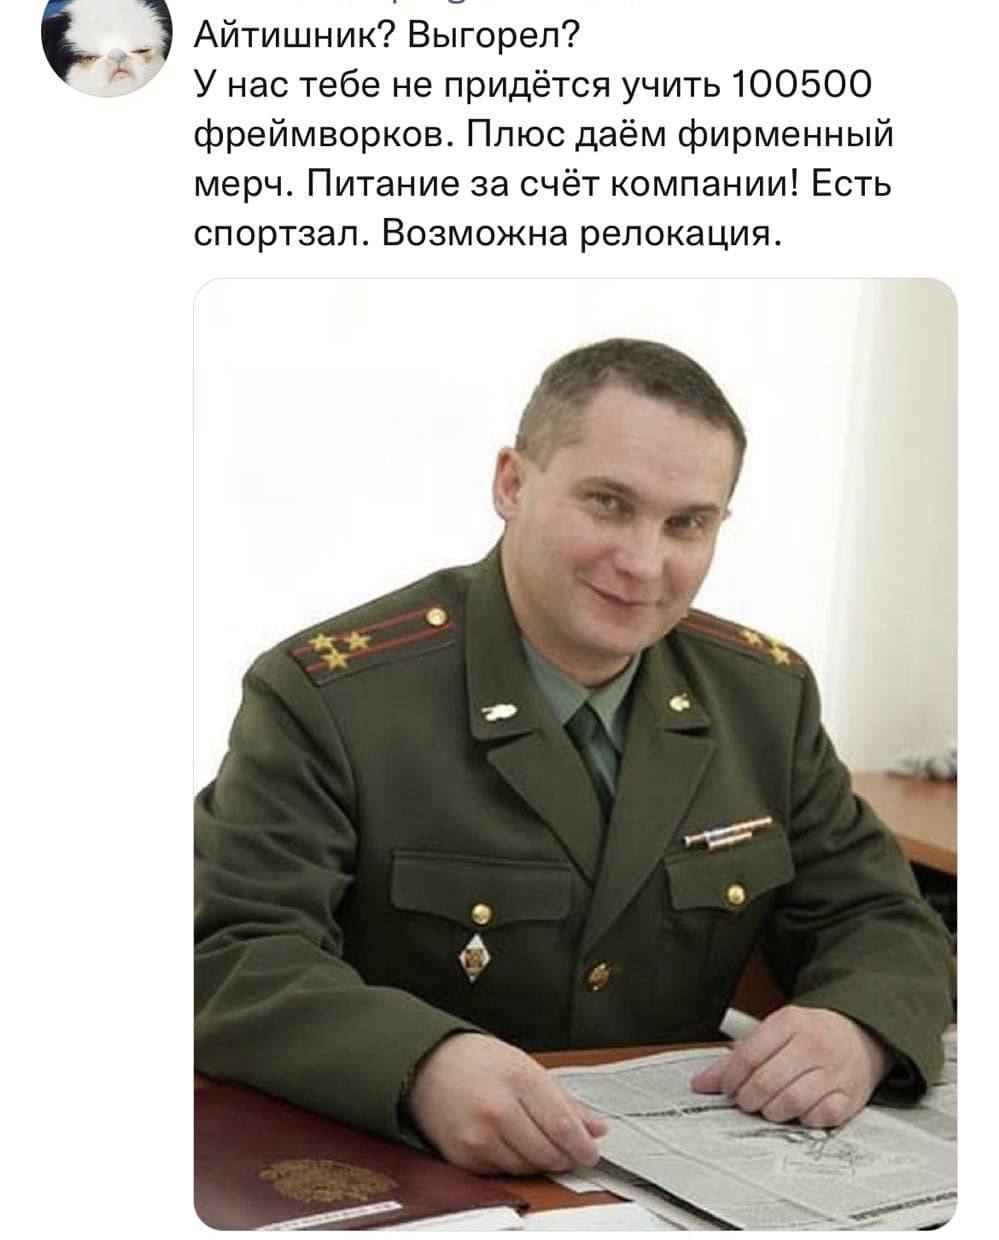 Айтишник? Выгорел?
У нас тебе не придётся учить 100500
фреймворков. Плюс даём фирменный
мерч. Питание за счёт компании! Есть
спортзал. Возможна релокация.